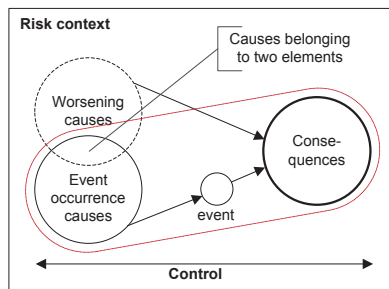 Risk context
Causes belonging
to two elements
Worsening
causes
Conse-
quences
Event
occurrence
causes
event
Control